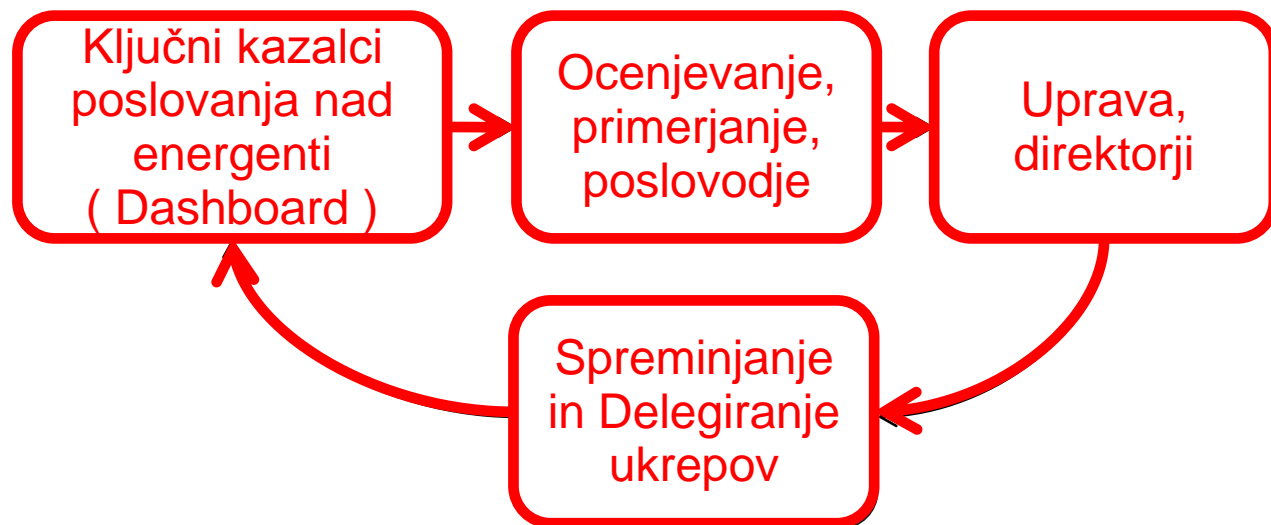 Ključni kazalci
poslovanja nad
energenti
( Dashboard )
Ocenjevanje,
primerjanje,
poslovodje
Uprava,
direktorji
Spreminjanje
in Delegiranje
ukrepov